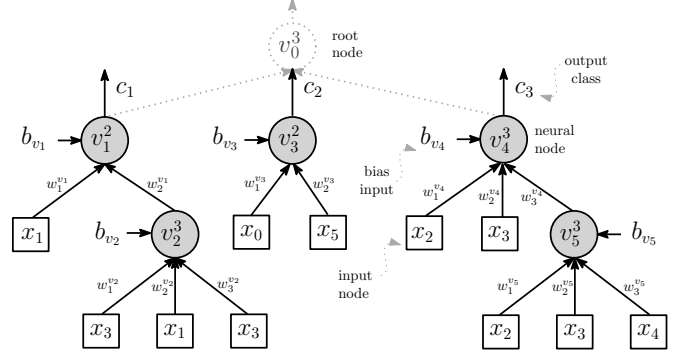 v_0^3 root node
c_1 c_2 c_3 output class
b_{v_1} v_1^2 b_{v_3} v_3^2 b_{v_4} v_4^3 neural node
bias input
w_1^{v_1} w_2^{v_1} w_1^{v_3} w_2^{v_3} w_1^{v_4} w_2^{v_4} w_3^{v_4}
x_1 b_{v_2} v_2^3 x_0 x_5 x_2 x_3 v_5^3 b_{v_5}
input node
w_1^{v_2} w_2^{v_2} w_3^{v_2} w_1^{v_5} w_2^{v_5} w_3^{v_5}
x_3 x_1 x_3 x_2 x_3 x_4